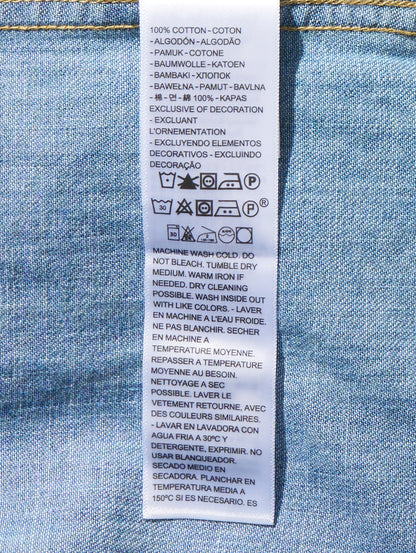 100% COTTON - COTON
- ALGODÓN - ALGODÃO
- PAMUK - COTONE
- BAUMWOLLE - KATOEN
- BAMBAKI - ХЛОПОК
- BAWEŁNA - PAMUT - BAVLNA
- 棉 - 면 - 綿 100% - KAPAS
EXCLUSIVE OF DECORATION
- EXCLUANT
L'ORNEMENTATION
- EXCLUYENDO ELEMENTOS
DECORATIVOS - EXCLUINDO
DECORAÇÃO
P
30 P ®
30
MACHINE WASH COLD. DO
NOT BLEACH. TUMBLE DRY
MEDIUM. WARM IRON IF
NEEDED. DRY CLEANING
POSSIBLE. WASH INSIDE OUT
WITH LIKE COLORS. - LAVER
EN MACHINE A L'EAU FROIDE.
NE PAS BLANCHIR. SECHER
EN MACHINE A
TEMPERATURE MOYENNE.
REPASSER A TEMPERATURE
MOYENNE AU BESOIN.
NETTOYAGE A SEC
POSSIBLE. LAVER LE
VETEMENT RETOURNE, AVEC
DES COULEURS SIMILAIRES.
- LAVAR EN LAVADORA CON
AGUA FRIA A 30ºC Y
DETERGENTE, EXPRIMIR. NO
USAR BLANQUEADOR.
SECADO MEDIO EN
SECADORA. PLANCHAR EN
TEMPERATURA MEDIA A
150ºC SI ES NECESARIO. ES